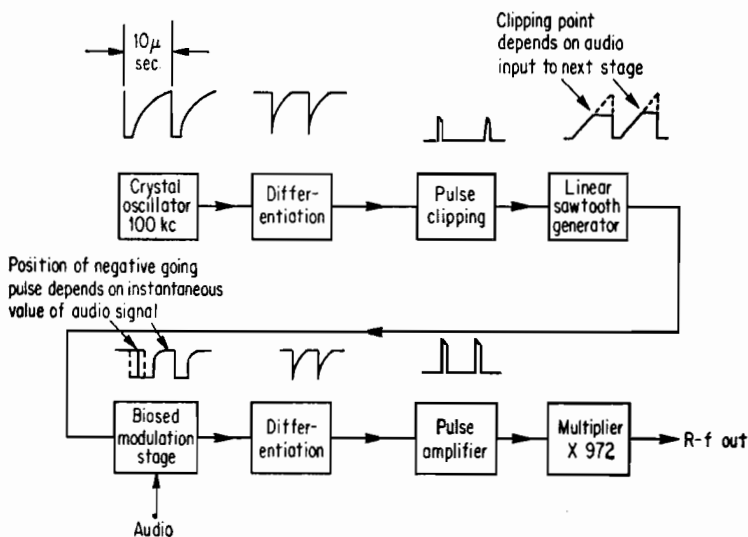 10μ
sec.
Clipping point
depends on audio
input to next stage
Crystal
oscillator
100 kc
Differ-
entiation
Pulse
clipping
Linear
sawtooth
generator
Position of negative going
pulse depends on instantaneous
value of audio signal
Biased
modulation
stage
Differ-
entiation
Pulse
amplifier
Multiplier
X 972
R-f out
Audio